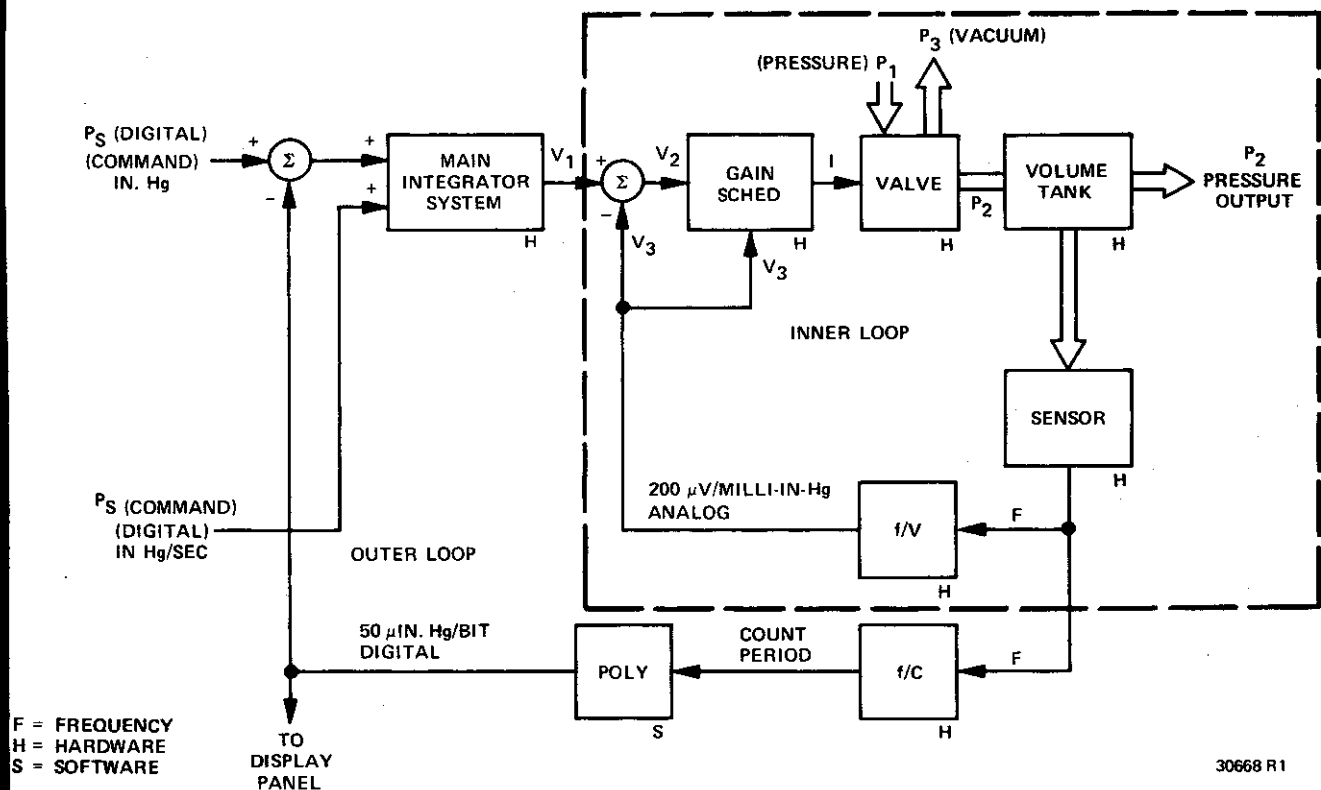 P3 (VACUUM)
(PRESSURE) P1
PS (DIGITAL)
(COMMAND)
IN. Hg
+
Σ
-
+
+
MAIN
INTEGRATOR
SYSTEM
H
V1
+
Σ
-
V2
V3
GAIN
SCHED
H
V3
I
VALVE
H
P2
VOLUME
TANK
H
P2
PRESSURE
OUTPUT
INNER LOOP
SENSOR
H
200 μV/MILLI-IN-Hg
ANALOG
f/V
H
F
PS (COMMAND)
(DIGITAL)
IN Hg/SEC
OUTER LOOP
50 μIN. Hg/BIT
DIGITAL
POLY
S
COUNT
PERIOD
f/C
H
F
F = FREQUENCY
H = HARDWARE
S = SOFTWARE
TO
DISPLAY
PANEL
30668 R1